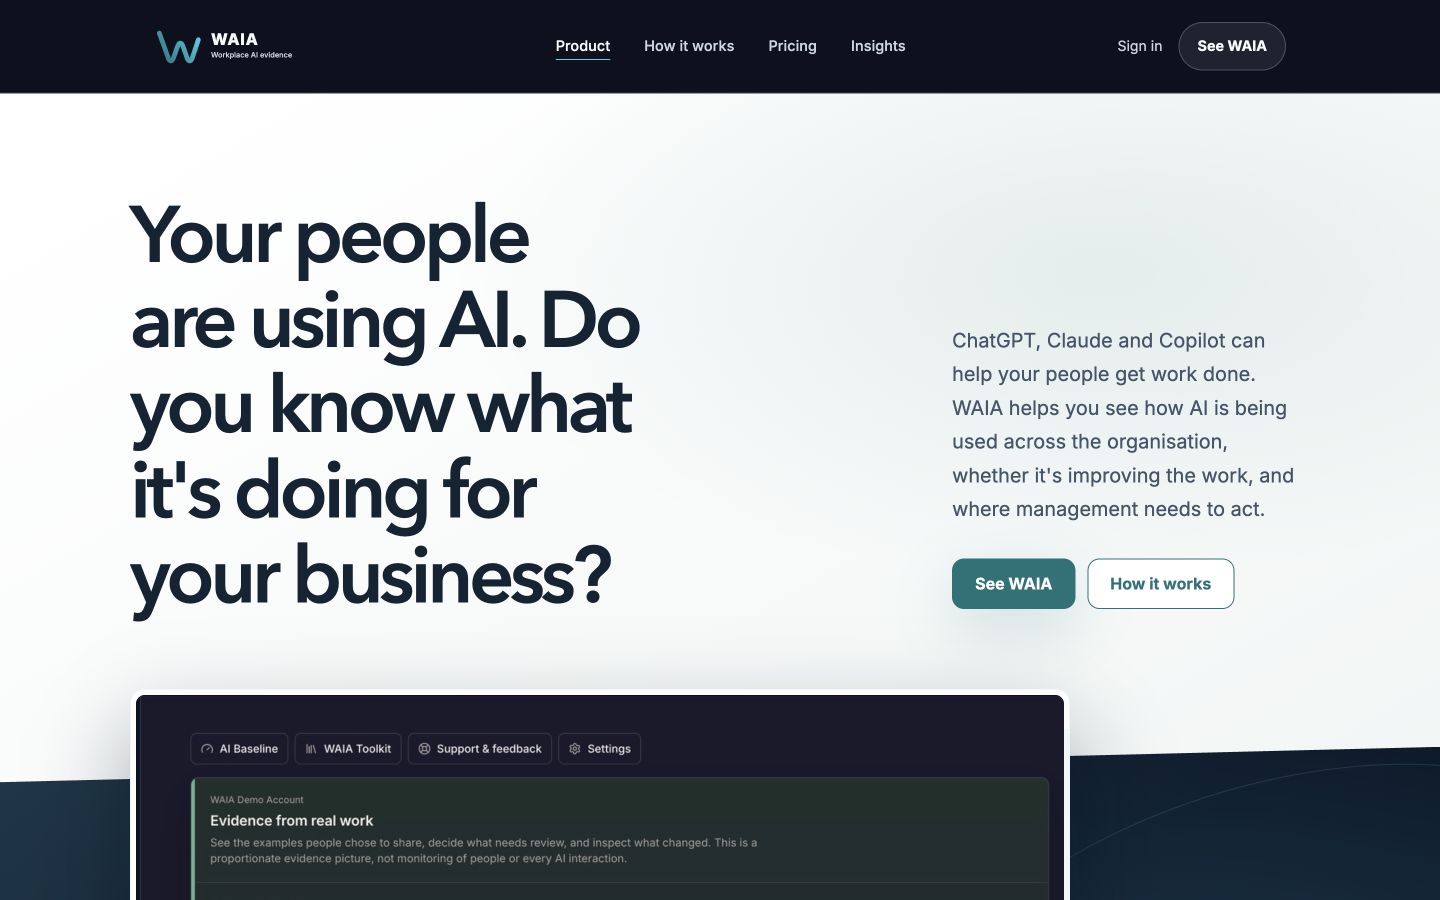 WAIA
Workplace AI evidence
Product
How it works
Pricing
Insights
Sign in
See WAIA
Your people
are using AI. Do
you know what
it's doing for
your business?
ChatGPT, Claude and Copilot can
help your people get work done.
WAIA helps you see how AI is being
used across the organisation,
whether it's improving the work, and
where management needs to act.
See WAIA
How it works
AI Baseline
WAIA Toolkit
Support & feedback
Settings
WAIA Demo Account
Evidence from real work
See the examples people chose to share, decide what needs review, and inspect what changed. This is a
proportionate evidence picture, not monitoring of people or every AI interaction.